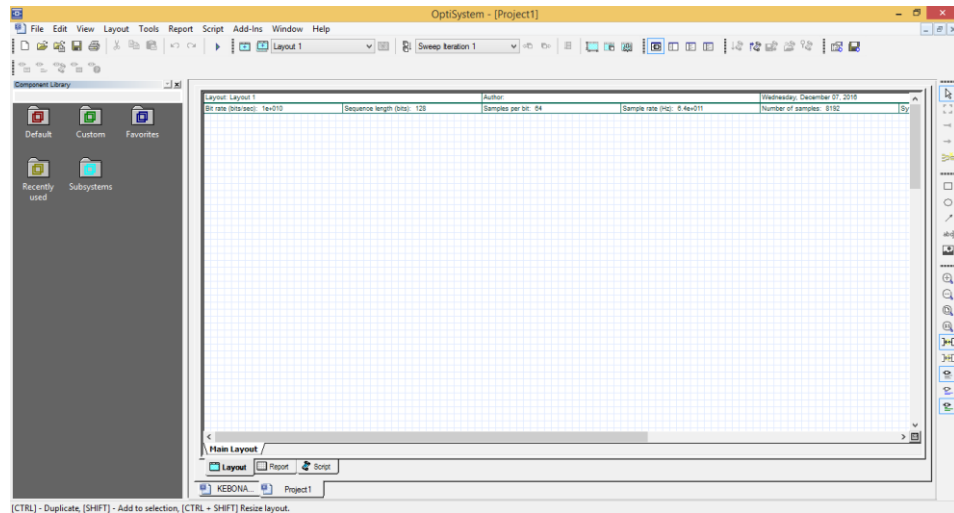 OptiSystem - [Project1]
File Edit View Layout Tools Report Script Add-Ins Window Help
Layout 1 Sweep Iteration 1
Component Library
Layout: Layout 1 Author: Wednesday, December 07, 2016
Bit rate (bits/sec): 1e+010 Sequence length (bits): 128 Samples per bit: 64 Sample rate (Hz): 6.4e+011 Number of samples: 8192 Sy
Default Custom Favorites
Recently used Subsystems
abc
Main Layout
Layout Report Script
KEBONA... Project1
[CTRL] - Duplicate, [SHIFT] - Add to selection, [CTRL + SHIFT] Resize layout.